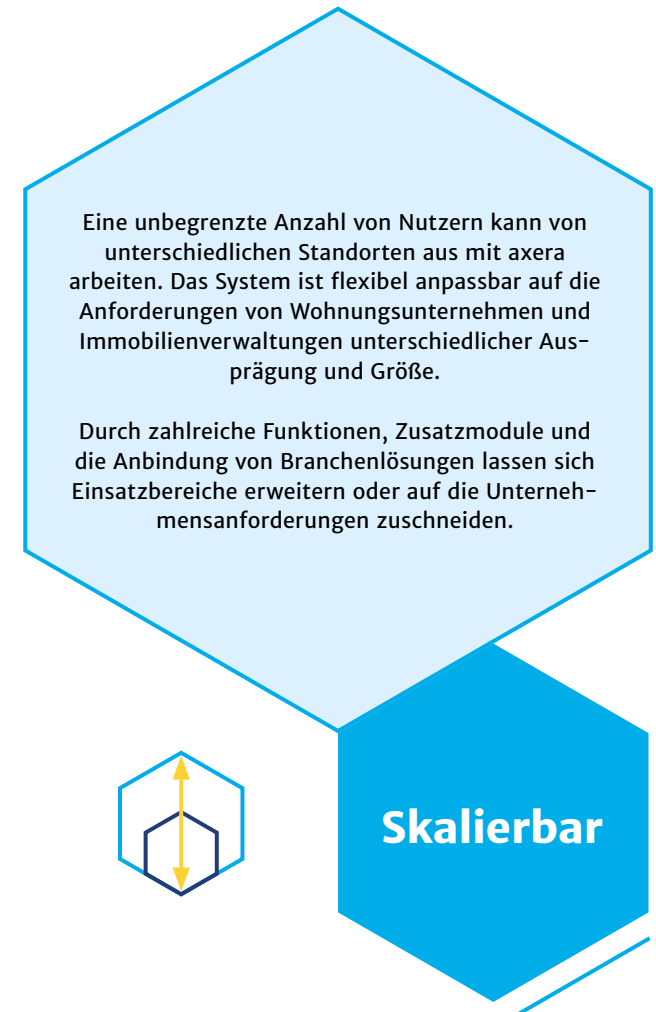 Eine unbegrenzte Anzahl von Nutzern kann von
unterschiedlichen Standorten aus mit axera
arbeiten. Das System ist flexibel anpassbar auf die
Anforderungen von Wohnungsunternehmen und
Immobilienverwaltungen unterschiedlicher Aus-
prägung und Größe.
Durch zahlreiche Funktionen, Zusatzmodule und
die Anbindung von Branchenlösungen lassen sich
Einsatzbereiche erweitern oder auf die Unterneh-
mensanforderungen zuschneiden.
Skalierbar